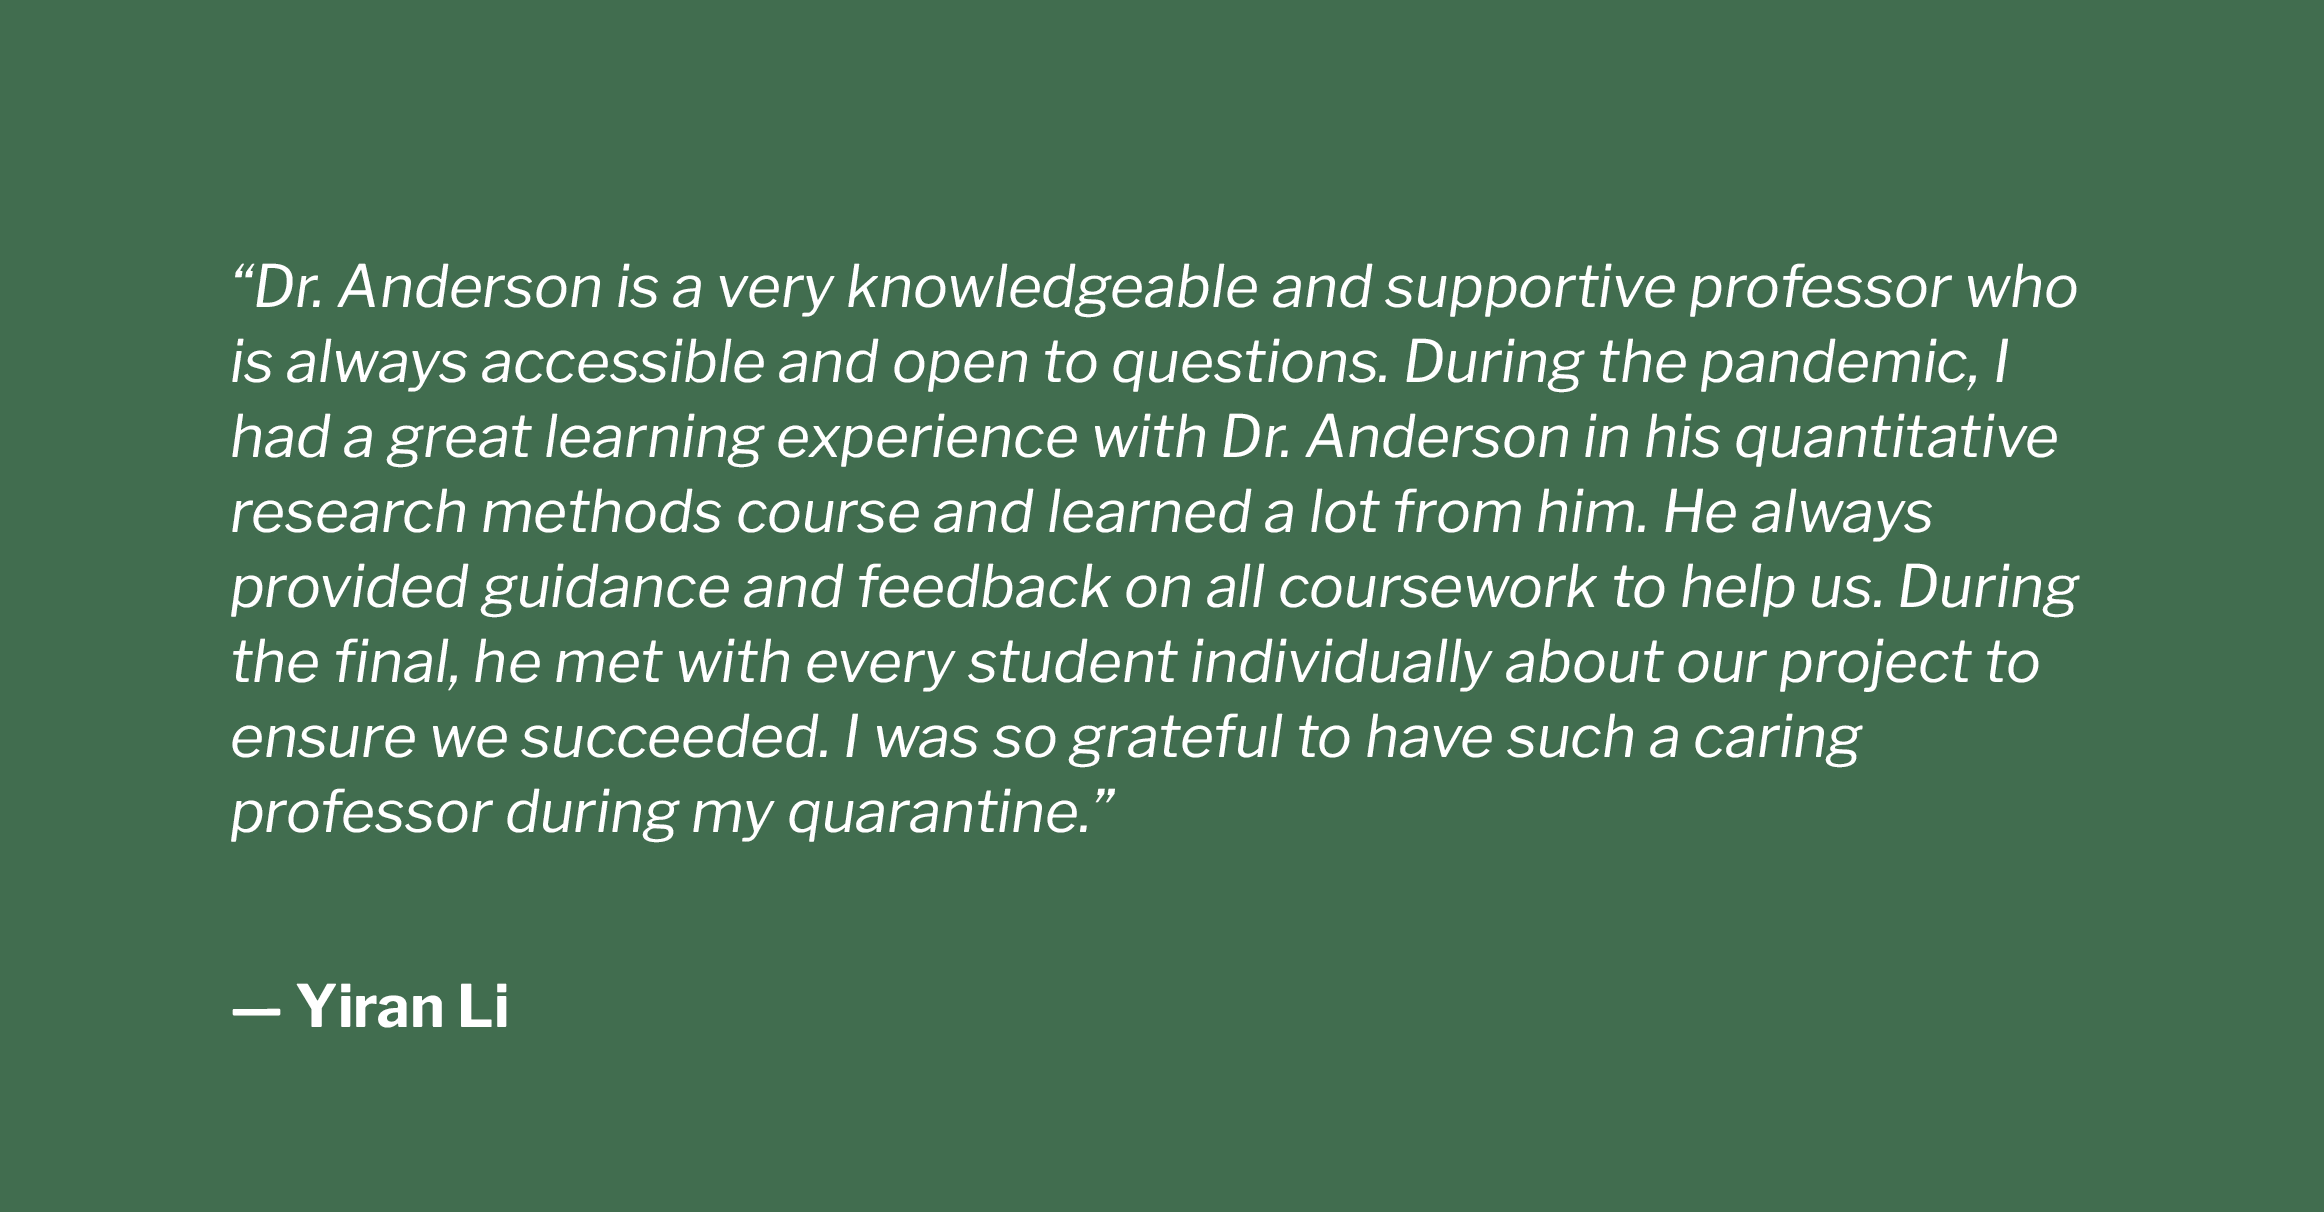 “Dr. Anderson is a very knowledgeable and supportive professor who
is always accessible and open to questions. During the pandemic, I
had a great learning experience with Dr. Anderson in his quantitative
research methods course and learned a lot from him. He always
provided guidance and feedback on all coursework to help us. During
the final, he met with every student individually about our project to
ensure we succeeded. I was so grateful to have such a caring
professor during my quarantine.”
— Yiran Li